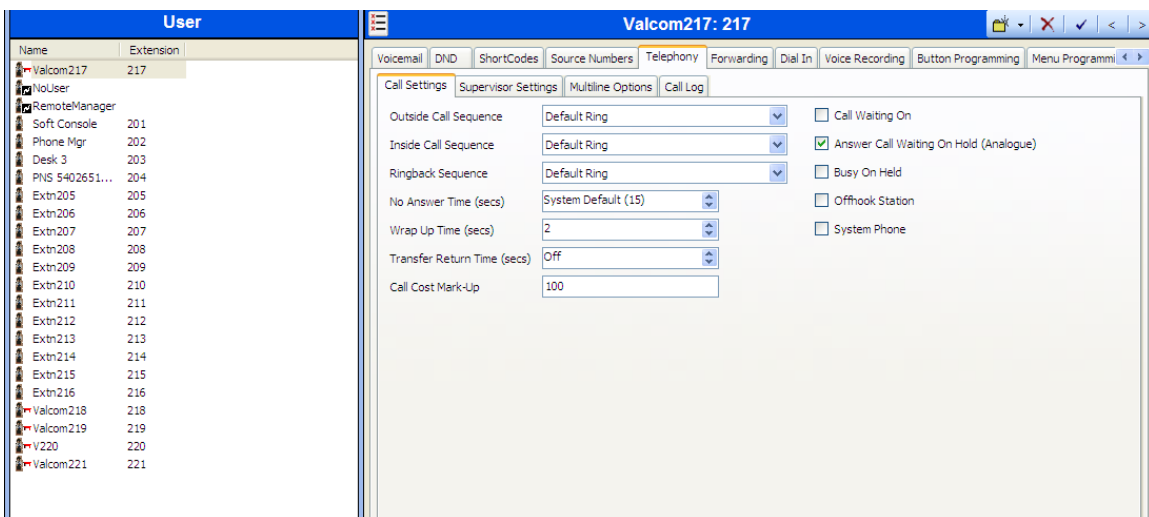 User
Name Extension
Valcom217 217
NoUser
RemoteManager
Soft Console 201
Phone Mgr 202
Desk 3 203
PNS 5402651... 204
Extn205 205
Extn206 206
Extn207 207
Extn208 208
Extn209 209
Extn210 210
Extn211 211
Extn212 212
Extn213 213
Extn214 214
Extn215 215
Extn216 216
Valcom218 218
Valcom219 219
V220 220
Valcom221 221
Valcom217: 217
Voicemail DND ShortCodes Source Numbers Telephony Forwarding Dial In Voice Recording Button Programming Menu Programmi
Call Settings Supervisor Settings Multiline Options Call Log
Outside Call Sequence Default Ring
Inside Call Sequence Default Ring
Ringback Sequence Default Ring
No Answer Time (secs) System Default (15)
Wrap Up Time (secs) 2
Transfer Return Time (secs) Off
Call Cost Mark-Up 100
Call Waiting On
Answer Call Waiting On Hold (Analogue)
Busy On Held
Offhook Station
System Phone